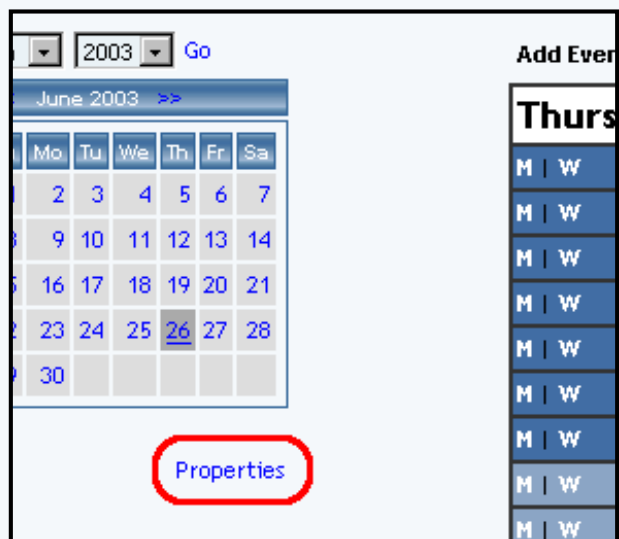 2003 Go
June 2003 >>
Mo Tu We Th Fr Sa
2 3 4 5 6 7
9 10 11 12 13 14
16 17 18 19 20 21
23 24 25 26 27 28
30
Properties
Add Even
Thurs
M | W
M | W
M | W
M | W
M | W
M | W
M | W
M | W
M | W